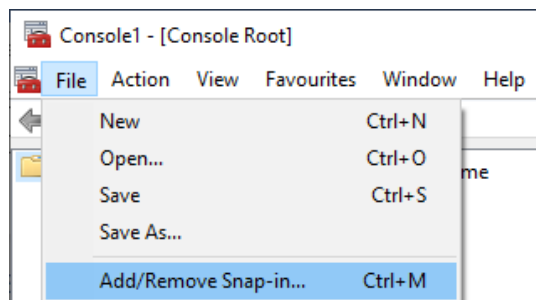 Console1 - [Console Root]
File Action View Favourites Window Help
New Ctrl+N
Open... Ctrl+O
me
Save Ctrl+S
Save As...
Add/Remove Snap-in... Ctrl+M